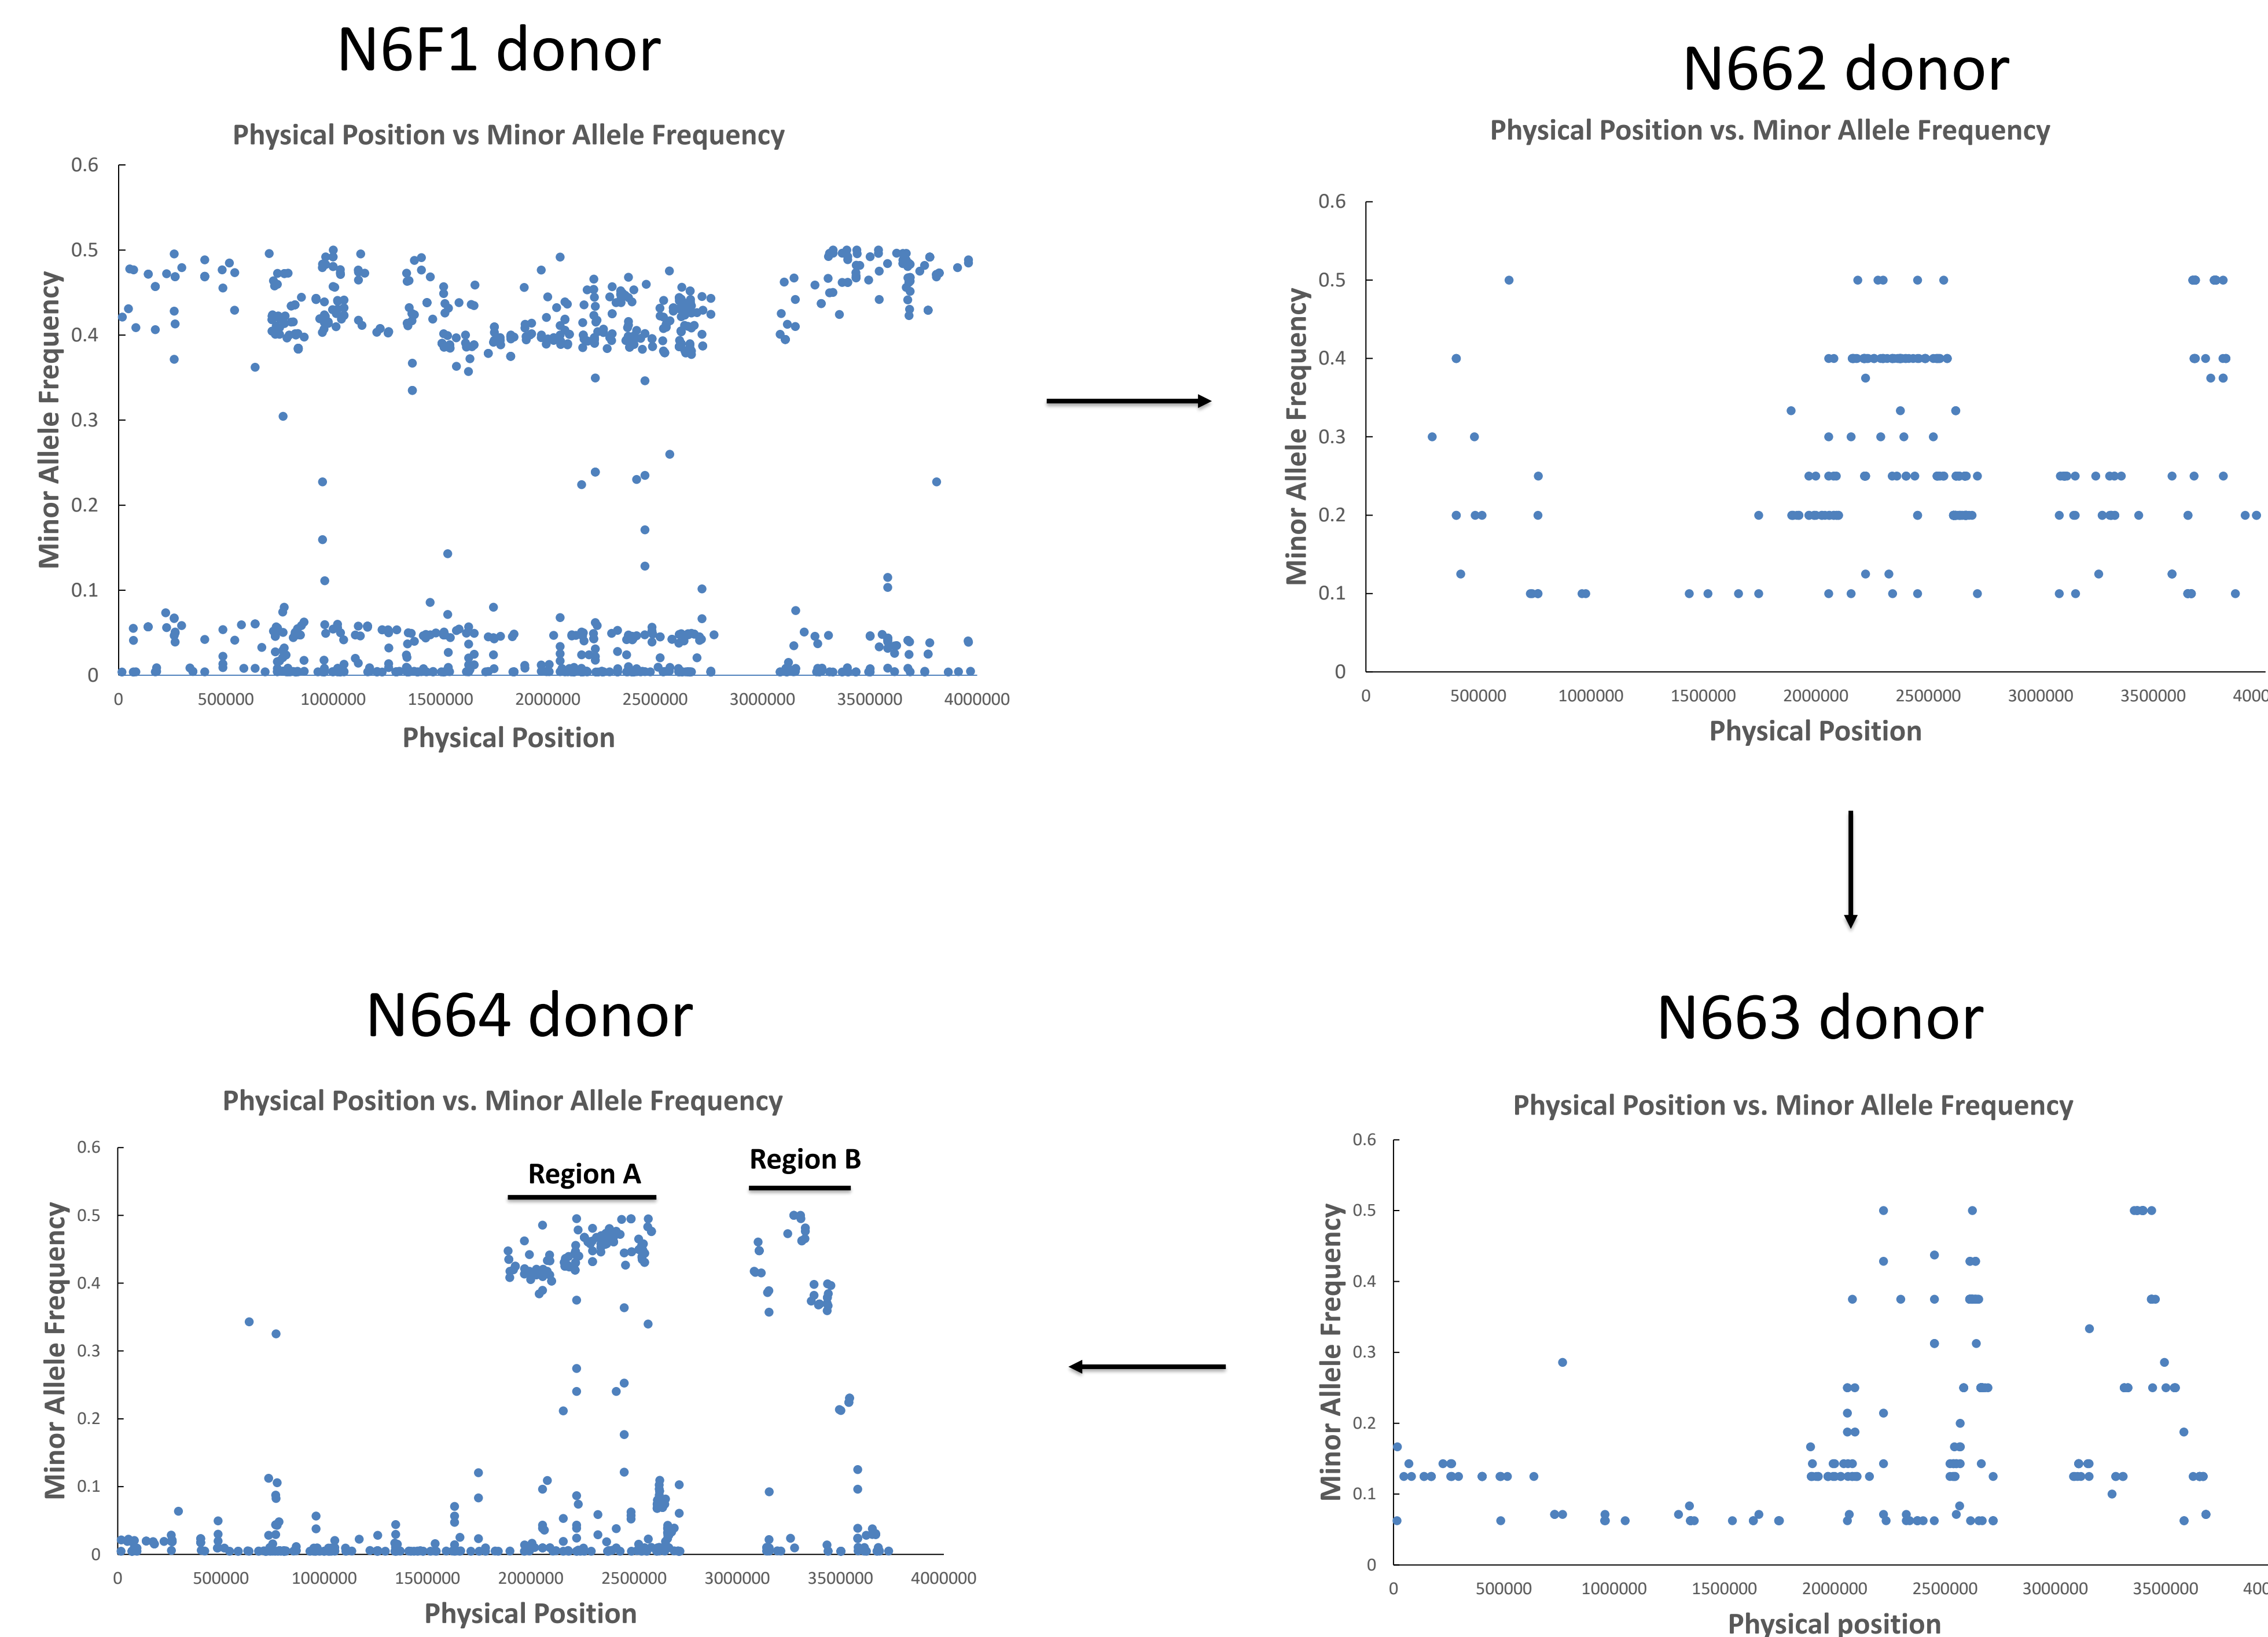 N6F1 donor
Physical Position vs Minor Allele Frequency
Minor Allele Frequency
0.6
0.5
0.4
0.3
0.2
0.1
0
0 500000 1000000 1500000 2000000 2500000 3000000 3500000 4000000
Physical Position
N662 donor
Physical Position vs. Minor Allele Frequency
Minor Allele Frequency
0.6
0.5
0.4
0.3
0.2
0.1
0
0 500000 1000000 1500000 2000000 2500000 3000000 3500000 4000
Physical Position
N664 donor
Physical Position vs. Minor Allele Frequency
Region A
Region B
Minor Allele Frequency
0.6
0.5
0.4
0.3
0.2
0.1
0
0 500000 1000000 1500000 2000000 2500000 3000000 3500000 4000000
Physical Position
N663 donor
Physical Position vs. Minor Allele Frequency
Minor Allele Frequency
0.6
0.5
0.4
0.3
0.2
0.1
0
0 500000 1000000 1500000 2000000 2500000 3000000 3500000 400
Physical position